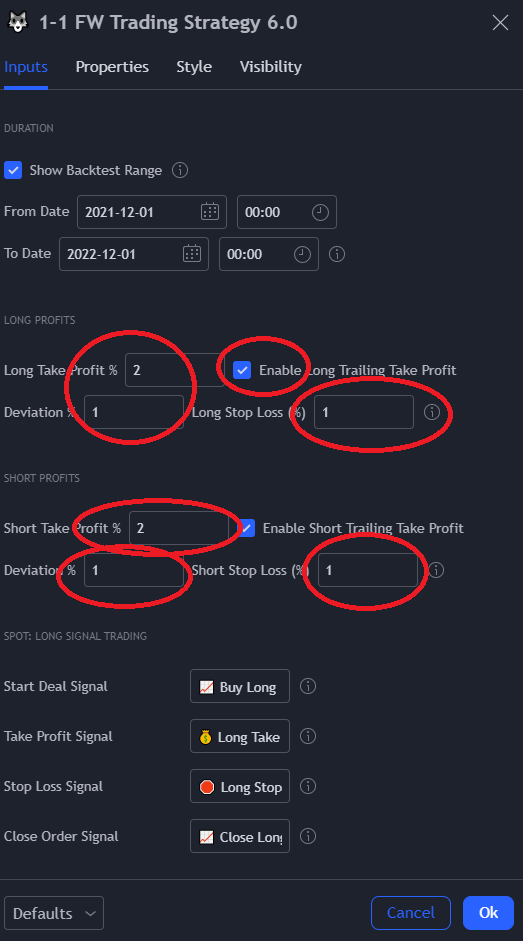 1-1 FW Trading Strategy 6.0
Inputs Properties Style Visibility
DURATION
Show Backtest Range
From Date 2021-12-01 00:00
To Date 2022-12-01 00:00
LONG PROFITS
Long Take Profit % 2 Enable Long Trailing Take Profit
Deviation % 1 Long Stop Loss (%) 1
SHORT PROFITS
Short Take Profit % 2 Enable Short Trailing Take Profit
Deviation % 1 Short Stop Loss (%) 1
SPOT: LONG SIGNAL TRADING
Start Deal Signal Buy Long
Take Profit Signal Long Take
Stop Loss Signal Long Stop
Close Order Signal Close Long
Defaults Cancel Ok